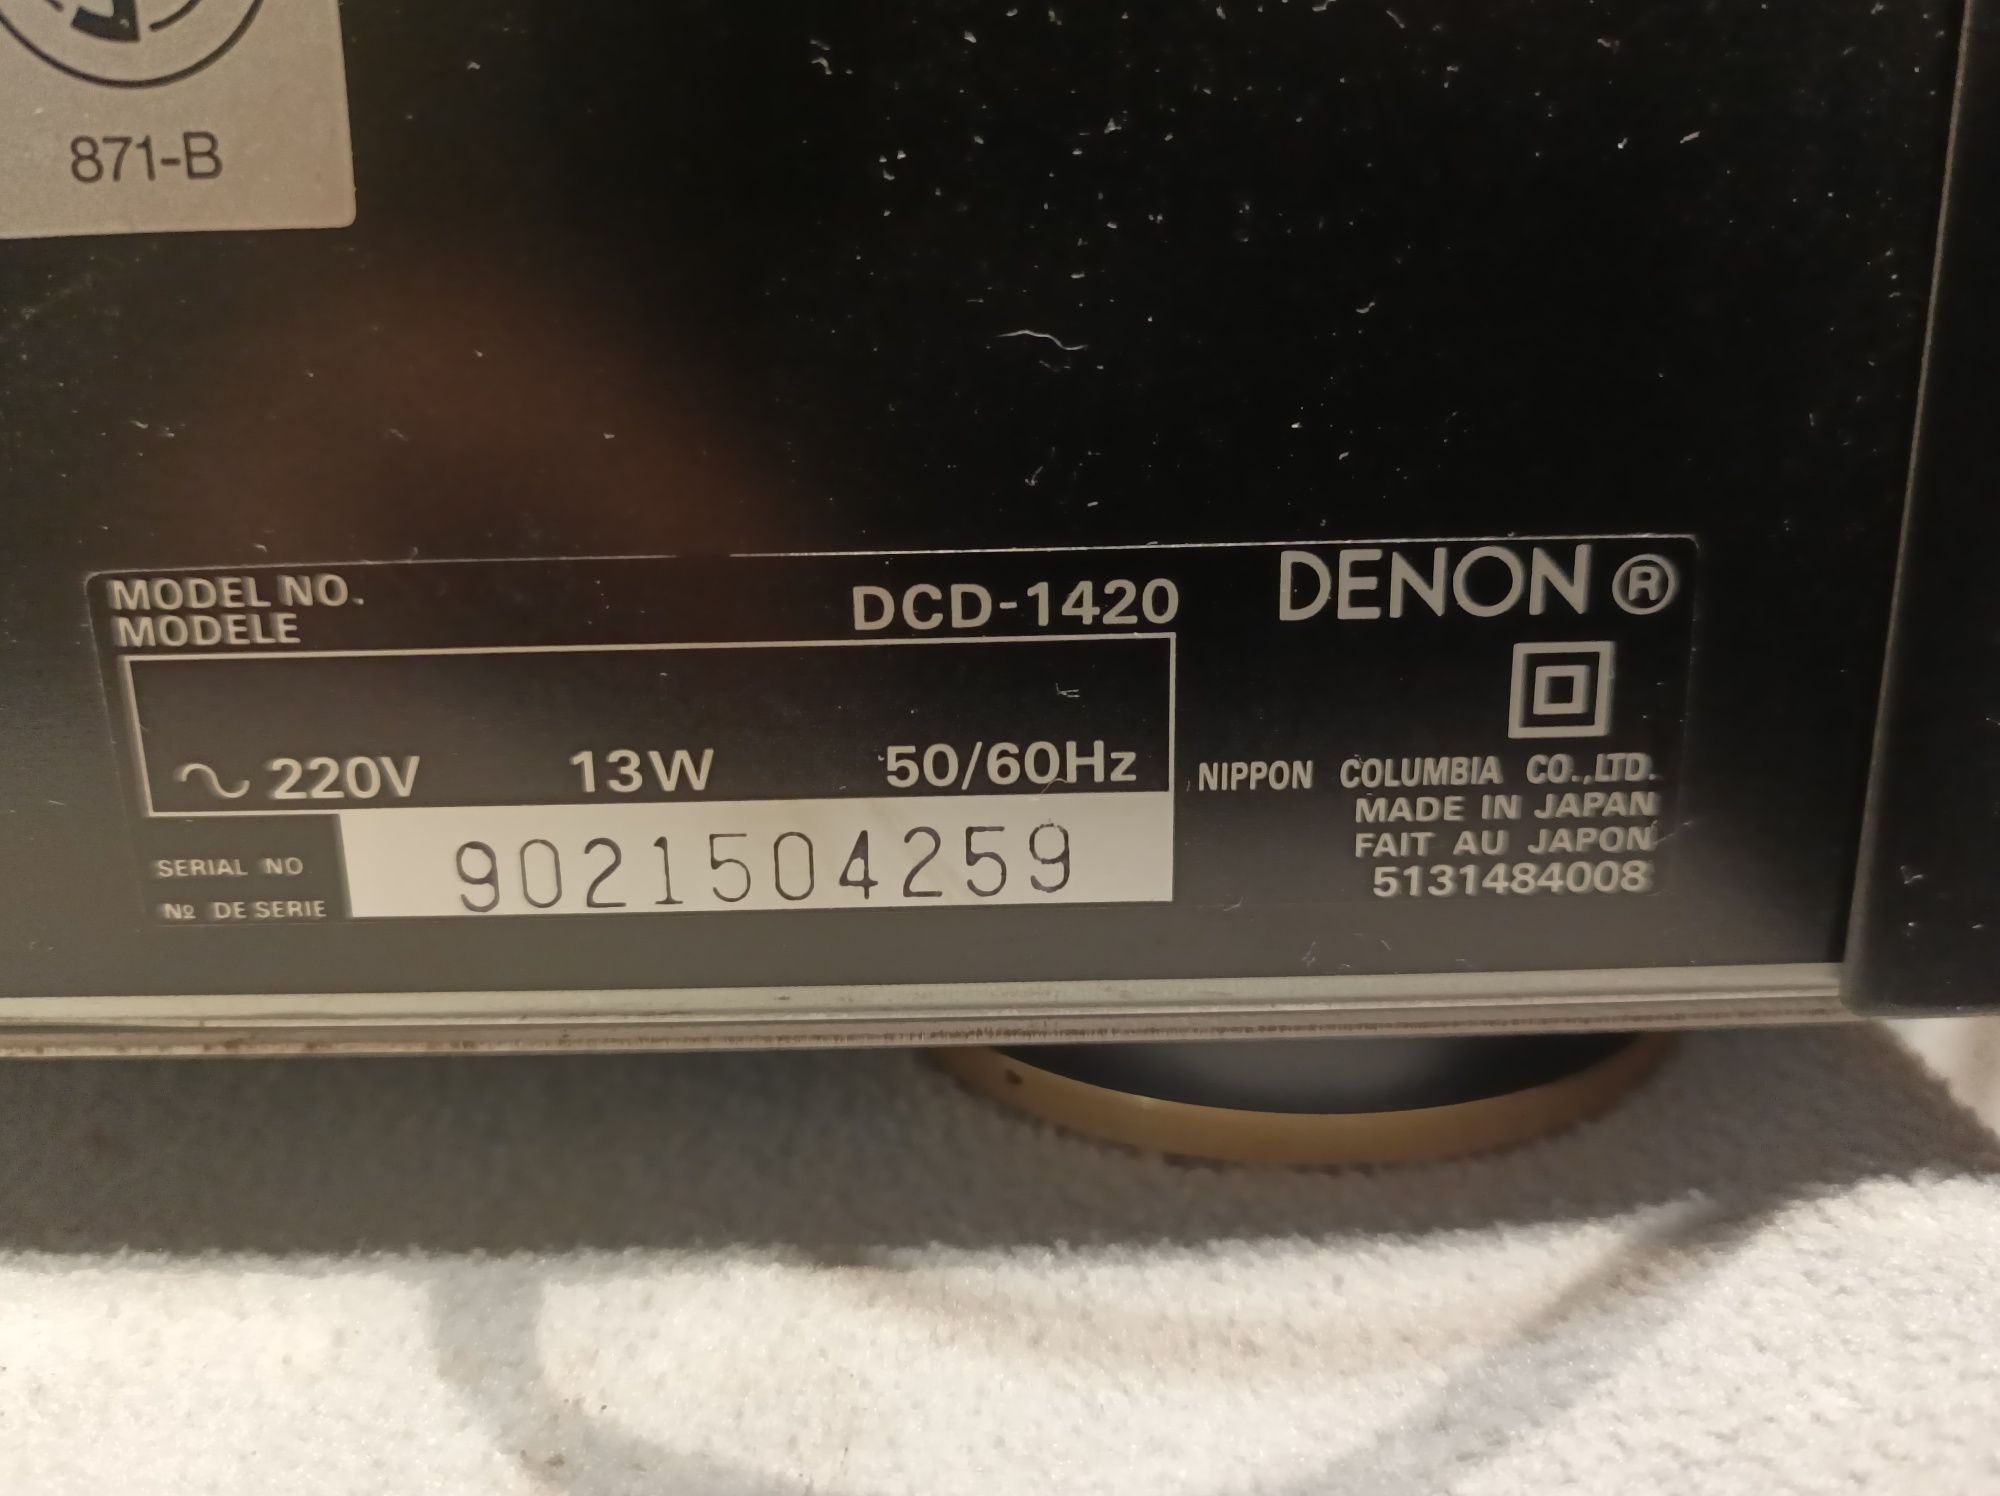 871-B
MODEL NO.
MODELE
DCD-1420
DENON ®
~ 220V 13W 50/60Hz
NIPPON COLUMBIA CO.,LTD.
MADE IN JAPAN
FAIT AU JAPON
5131484008
SERIAL NO
№ DE SERIE
9021504259